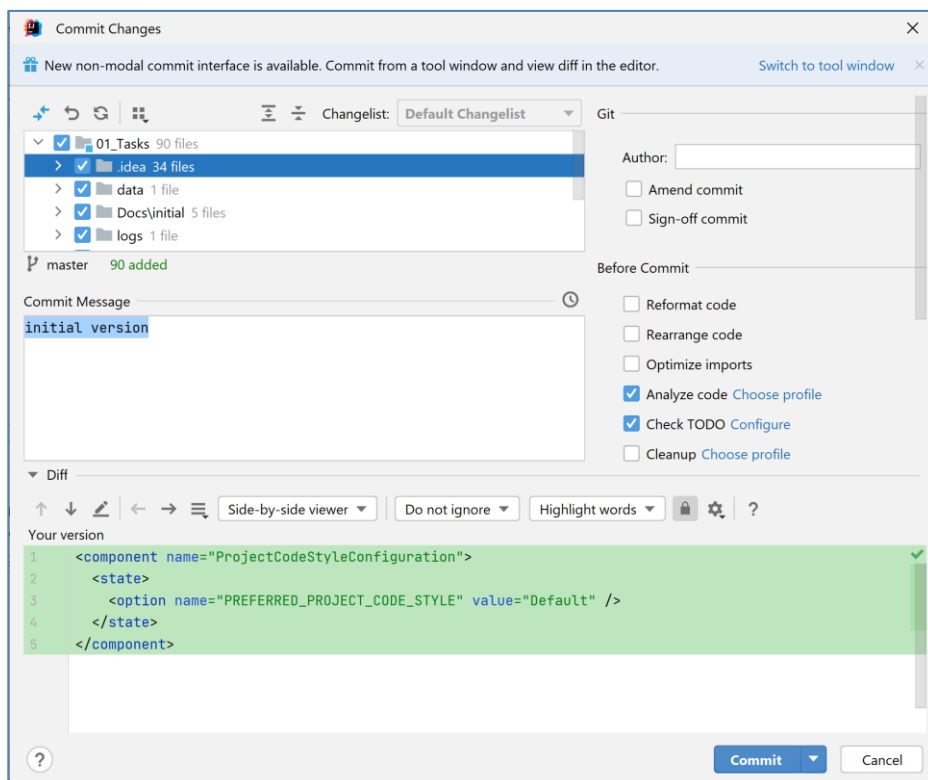 Commit Changes
New non-modal commit interface is available. Commit from a tool window and view diff in the editor. Switch to tool window
Changelist: Default Changelist
01_Tasks 90 files
.idea 34 files
data 1 file
Docs\initial 5 files
logs 1 file
master 90 added
Git
Author:
Amend commit
Sign-off commit
Commit Message
initial version
Before Commit
Reformat code
Rearrange code
Optimize imports
Analyze code Choose profile
Check TODO Configure
Cleanup Choose profile
Diff
Side-by-side viewer Do not ignore Highlight words ?
Your version
1 <component name="ProjectCodeStyleConfiguration">
2 <state>
3 <option name="PREFERRED_PROJECT_CODE_STYLE" value="Default" />
4 </state>
5 </component>
? Commit Cancel